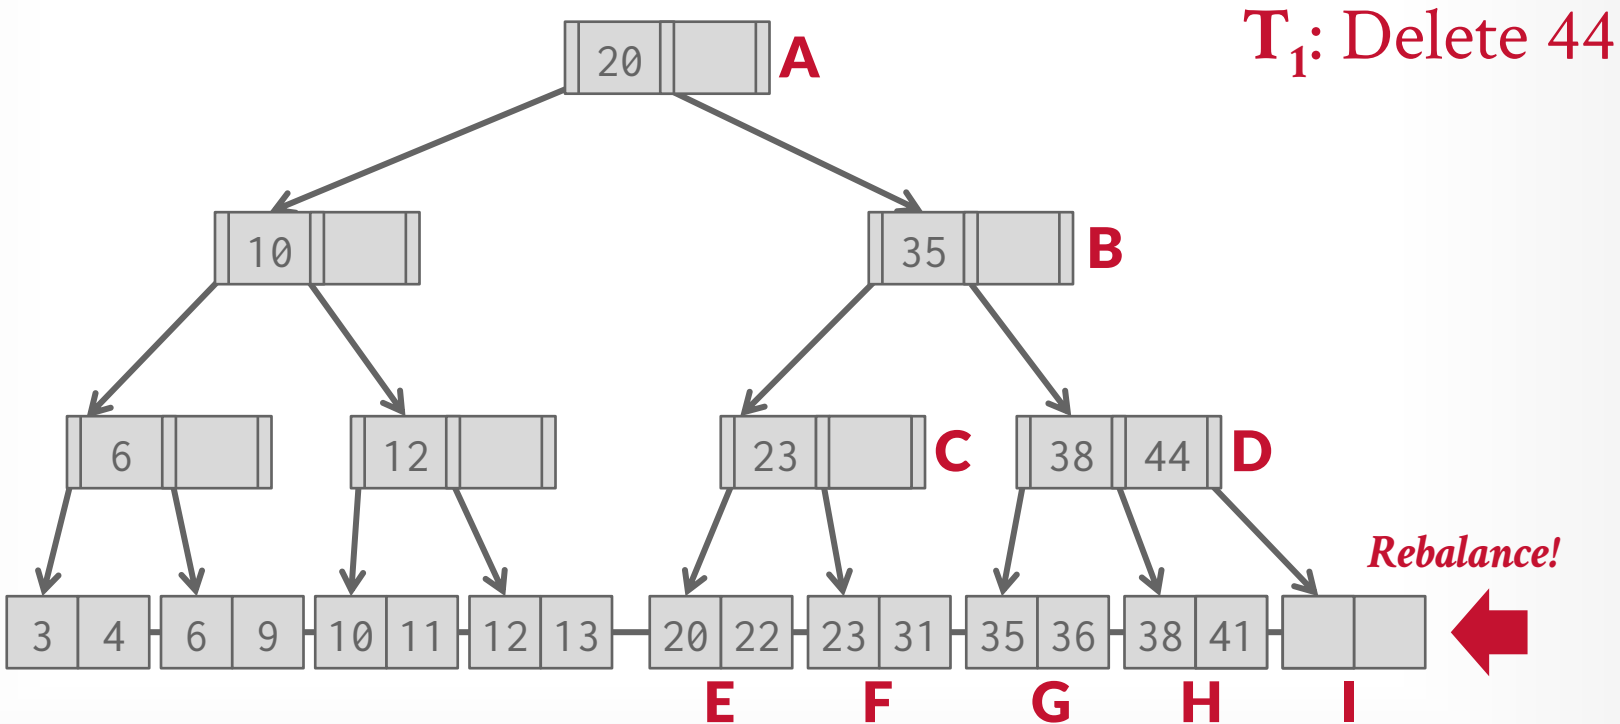 T₁: Delete 44
20 A
10 35 B
6 12 23 C 38 44 D
Rebalance!
3 4 6 9 10 11 12 13 20 22 23 31 35 36 38 41
E F G H I